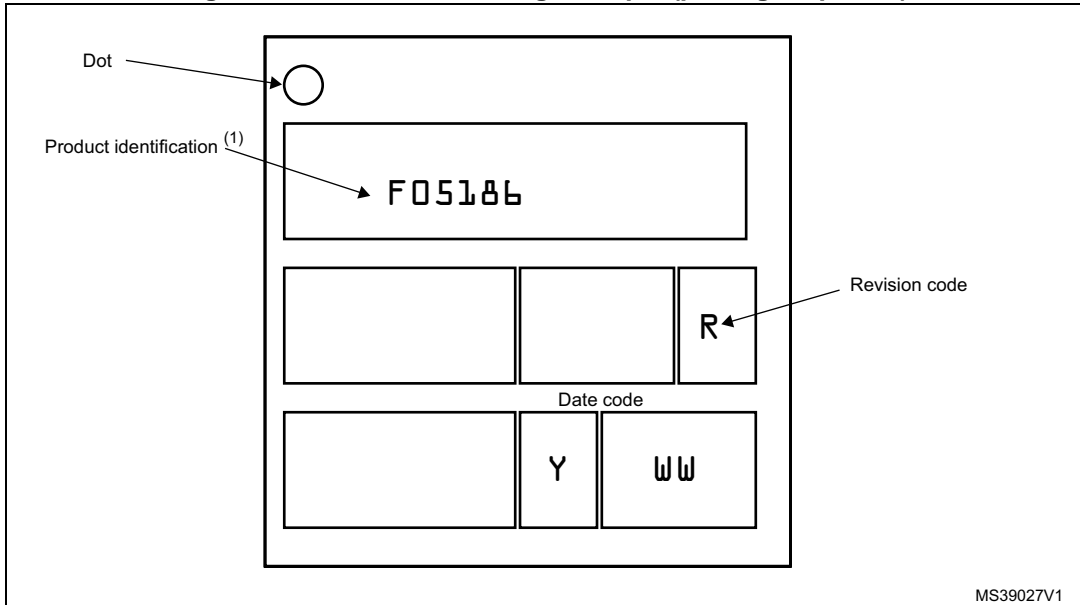 Dot
Product identification (1)
F05186
Revision code
R
Date code
Y WW
MS39027V1